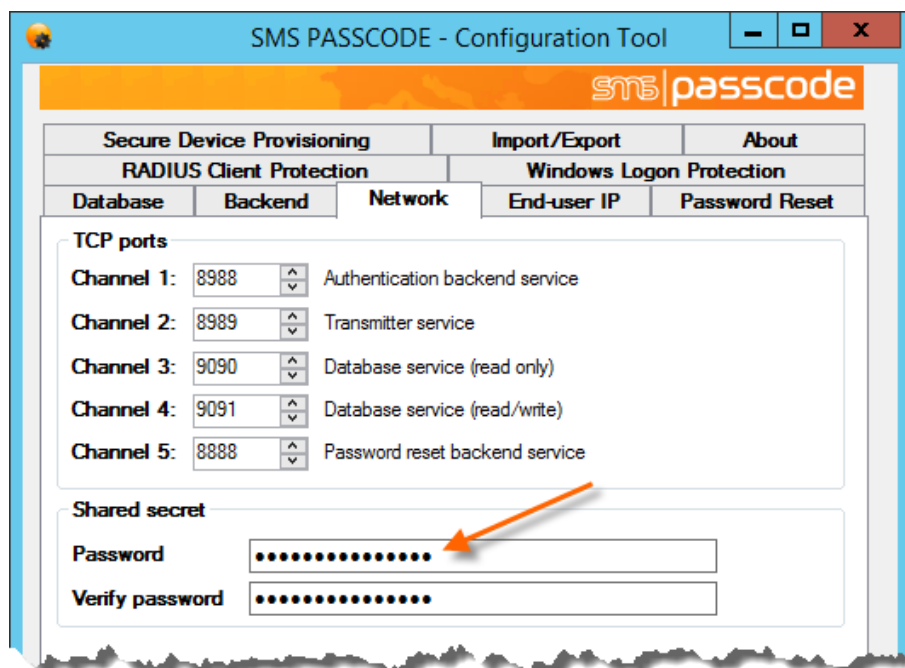 SMS PASSCODE - Configuration Tool
sms passcode
Secure Device Provisioning Import/Export About
RADIUS Client Protection Windows Logon Protection
Database Backend Network End-user IP Password Reset
TCP ports
Channel 1: 8988 Authentication backend service
Channel 2: 8989 Transmitter service
Channel 3: 9090 Database service (read only)
Channel 4: 9091 Database service (read/write)
Channel 5: 8888 Password reset backend service
Shared secret
Password •••••••••••••••
Verify password •••••••••••••••